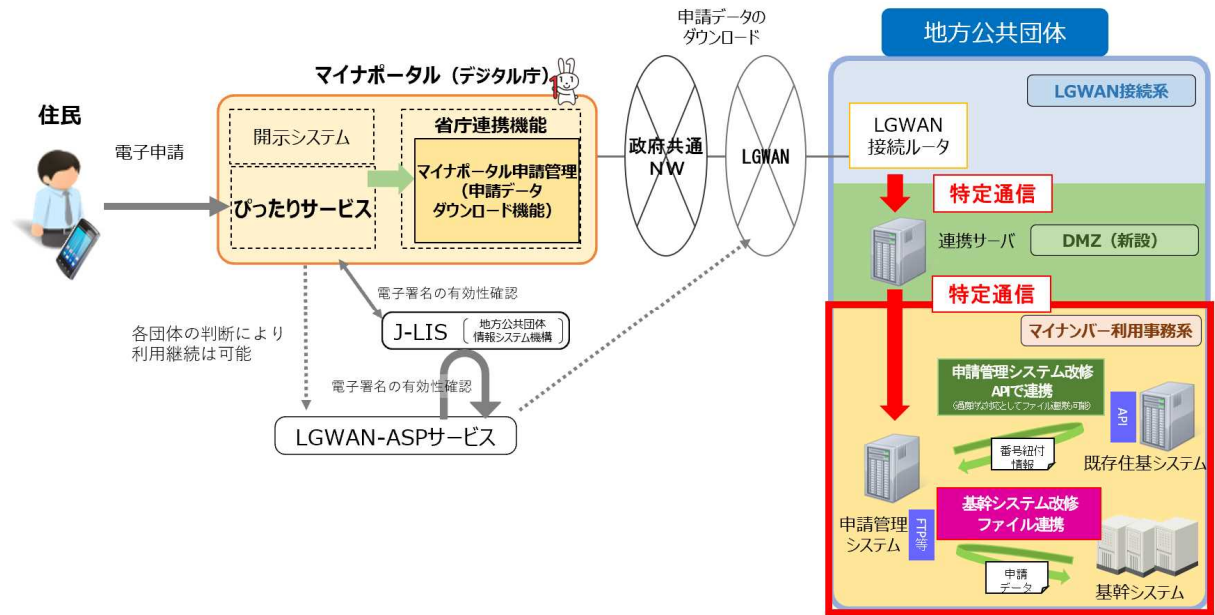 申請データの
ダウンロード
地方公共団体
マイナポータル（デジタル庁）
LGWAN接続系
住民
電子申請
開示システム
省庁連携機能
マイナポータル申請管理
（申請データ
ダウンロード機能）
ぴったりサービス
政府共通
NW
LGWAN
LGWAN
接続ルータ
特定通信
連携サーバ
DMZ（新設）
特定通信
マイナンバー利用事務系
電子署名の有効性確認
J-LIS
地方公共団体
情報システム機構
各団体の判断により
利用継続は可能
電子署名の有効性確認
LGWAN-ASPサービス
申請管理システム改修
APIで連携
API
番号紐付
情報
既存住基システム
基幹システム改修
ファイル連携
申請管理
システム
FTP等
申請
データ
基幹システム